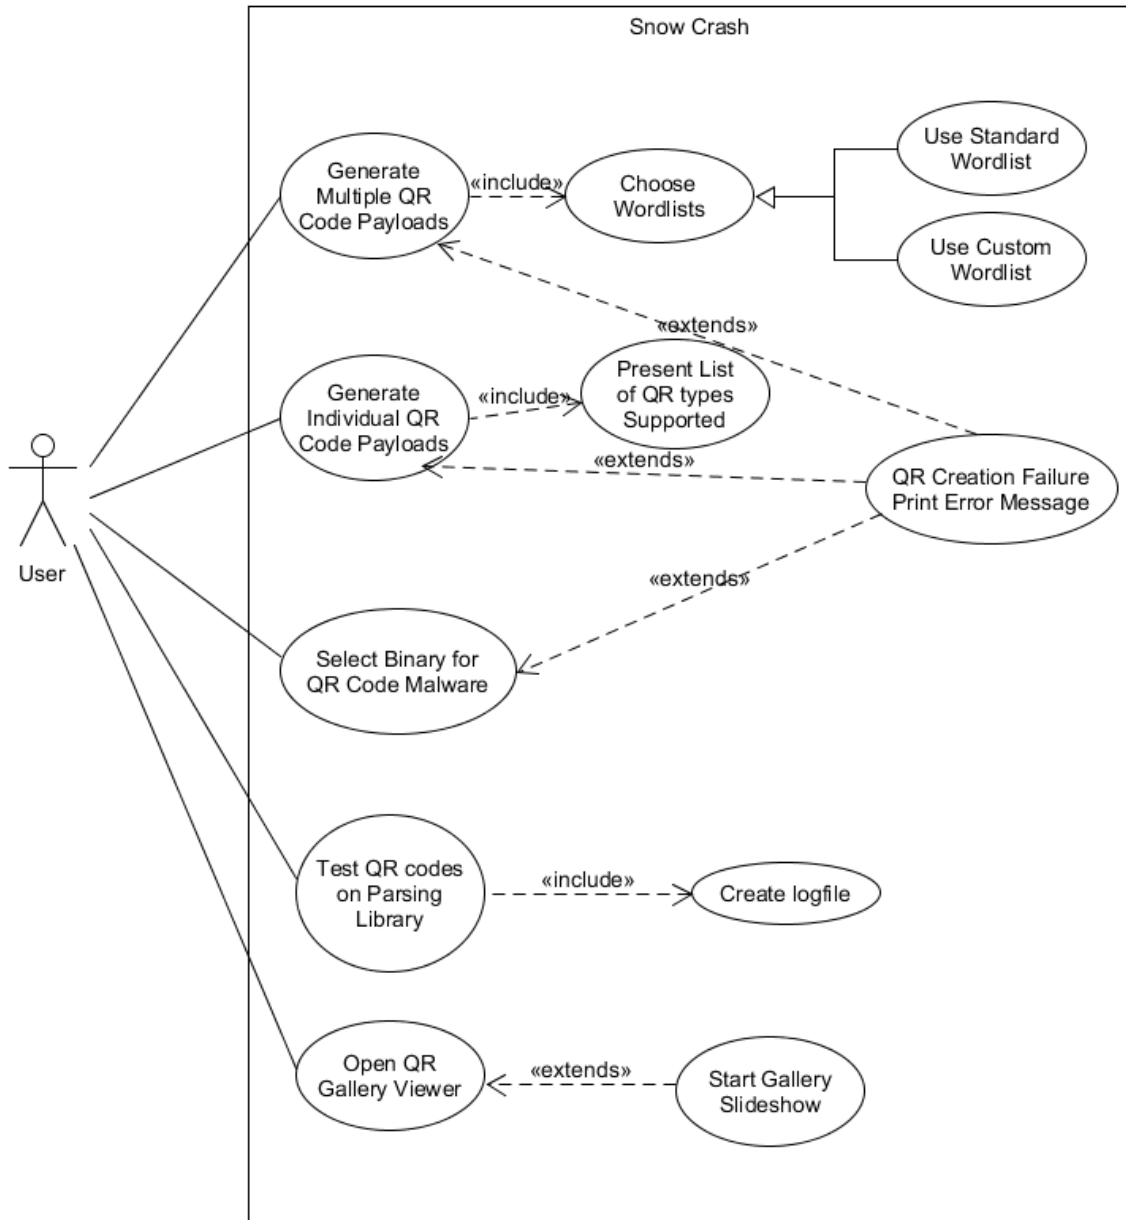 Snow Crash
Generate
Multiple QR
Code Payloads
«include»
Choose
Wordlists
Use Standard
Wordlist
Use Custom
Wordlist
«extends»
Generate
Individual QR
Code Payloads
«include»
Present List
of QR types
Supported
«extends»
QR Creation Failure
Print Error Message
User
«extends»
Select Binary for
QR Code Malware
Test QR codes
on Parsing
Library
«include»
Create logfile
Open QR
Gallery Viewer
«extends»
Start Gallery
Slideshow